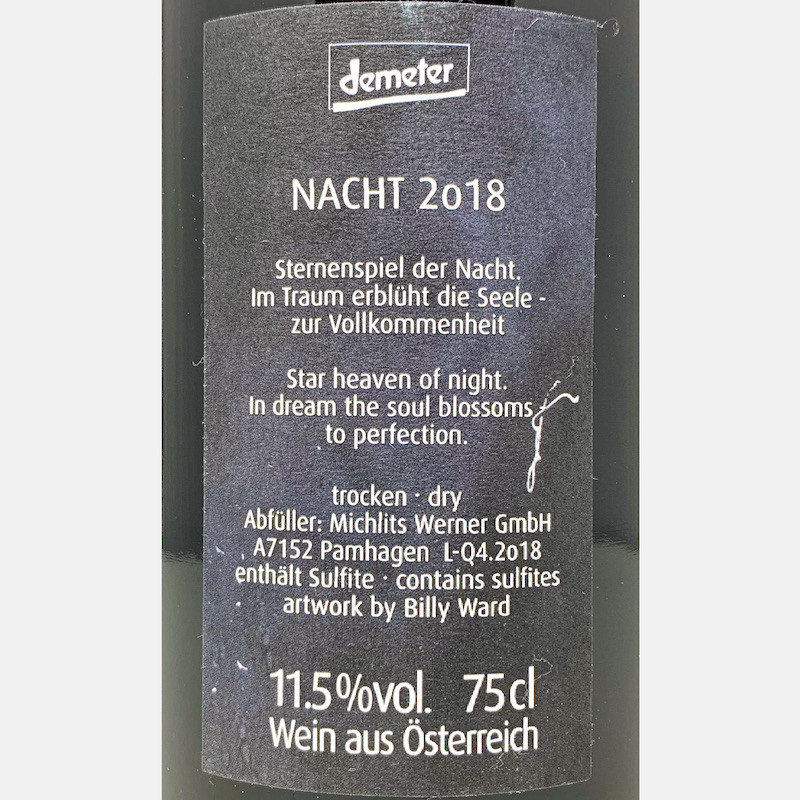 demeter
NACHT 2018
Sternenspiel der Nacht.
Im Traum erblüht die Seele -
zur Vollkommenheit
Star heaven of night.
In dream the soul blossoms
to perfection.
trocken · dry
Abfüller: Michlits Werner GmbH
A7152 Pamhagen L-Q4.2018
enthält Sulfite · contains sulfites
artwork by Billy Ward
11.5%vol. 75cl
Wein aus Österreich